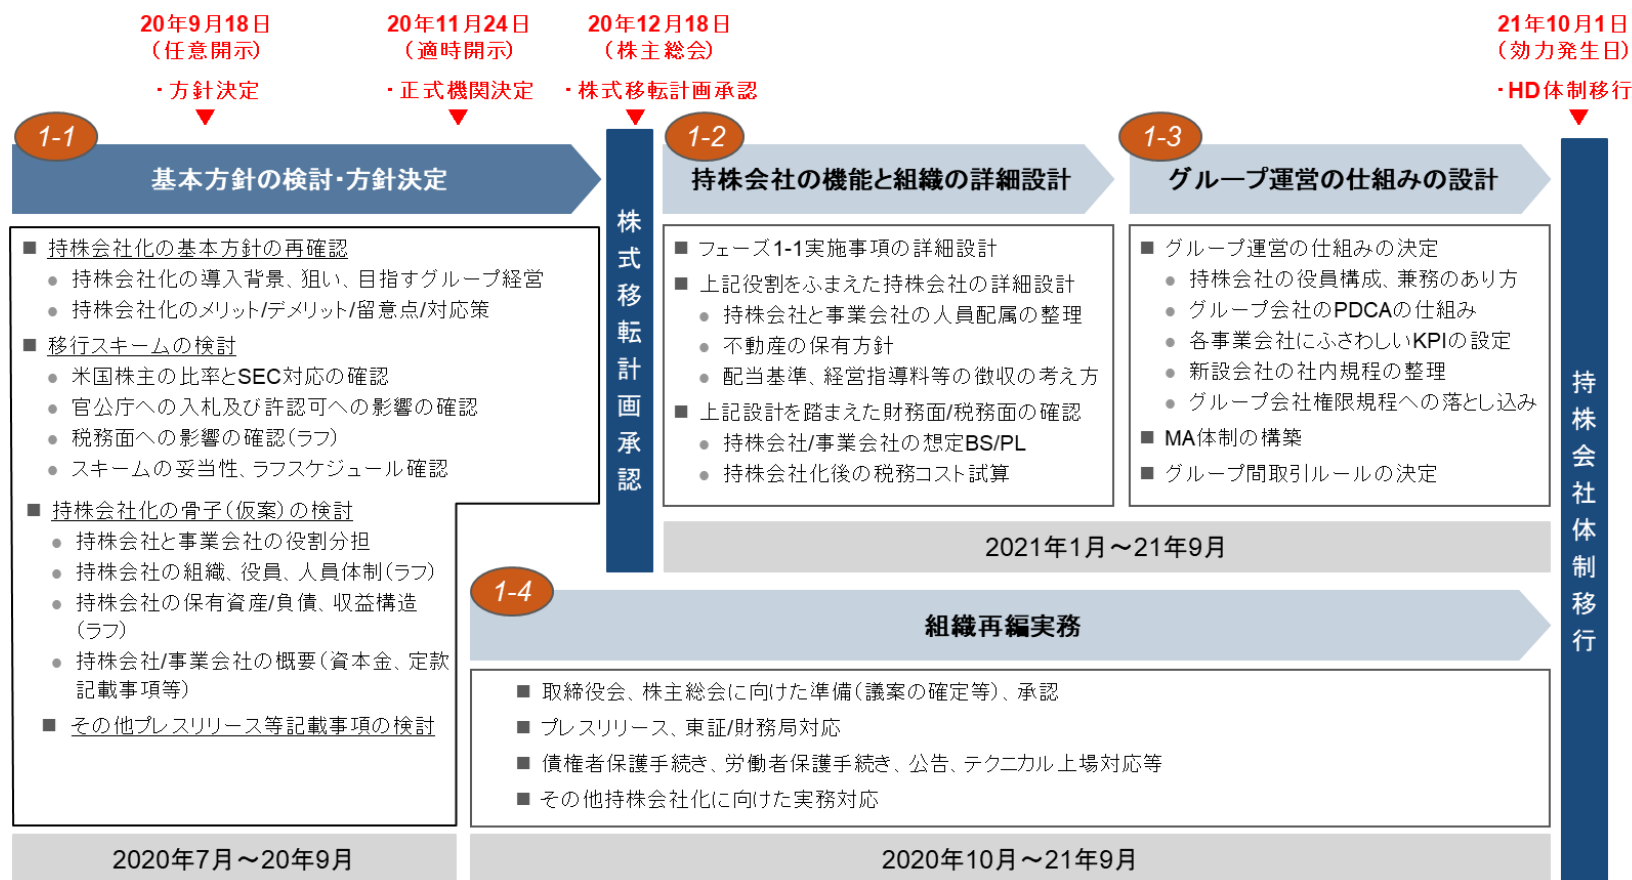 20年9月18日
（任意開示）
・方針決定
20年11月24日
（適時開示）
・正式機関決定
20年12月18日
（株主総会）
・株式移転計画承認
21年10月1日
（効力発生日）
・HD体制移行
1-1
基本方針の検討・方針決定
■ 持株会社化の基本方針の再確認
● 持株会社化の導入背景、狙い、目指すグループ経営
● 持株会社化のメリット/デメリット/留意点/対応策
■ 移行スキームの検討
● 米国株主の比率とSEC対応の確認
● 官公庁への入札及び許認可への影響の確認
● 税務面への影響の確認（ラフ）
● スキームの妥当性、ラフスケジュール確認
■ 持株会社化の骨子（仮案）の検討
● 持株会社と事業会社の役割分担
● 持株会社の組織、役員、人員体制（ラフ）
● 持株会社の保有資産/負債、収益構造
（ラフ）
● 持株会社/事業会社の概要（資本金、定款
記載事項等）
■ その他プレスリリース等記載事項の検討
2020年7月～20年9月
株式移転計画承認
1-2
持株会社の機能と組織の詳細設計
■ フェーズ1-1実施事項の詳細設計
■ 上記役割をふまえた持株会社の詳細設計
● 持株会社と事業会社の人員配属の整理
● 不動産の保有方針
● 配当基準、経営指導料等の徴収の考え方
■ 上記設計を踏まえた財務面/税務面の確認
● 持株会社/事業会社の想定BS/PL
● 持株会社化後の税務コスト試算
1-3
グループ運営の仕組みの設計
■ グループ運営の仕組みの決定
● 持株会社の役員構成、兼務のあり方
● グループ会社のPDCAの仕組み
● 各事業会社にふさわしいKPIの設定
● 新設会社の社内規程の整理
● グループ会社権限規程への落とし込み
■ MA体制の構築
■ グループ間取引ルールの決定
2021年1月～21年9月
1-4
組織再編実務
■ 取締役会、株主総会に向けた準備（議案の確定等）、承認
■ プレスリリース、東証/財務局対応
■ 債権者保護手続き、労働者保護手続き、公告、テクニカル上場対応等
■ その他持株会社化に向けた実務対応
2020年10月～21年9月
持株会社体制移行